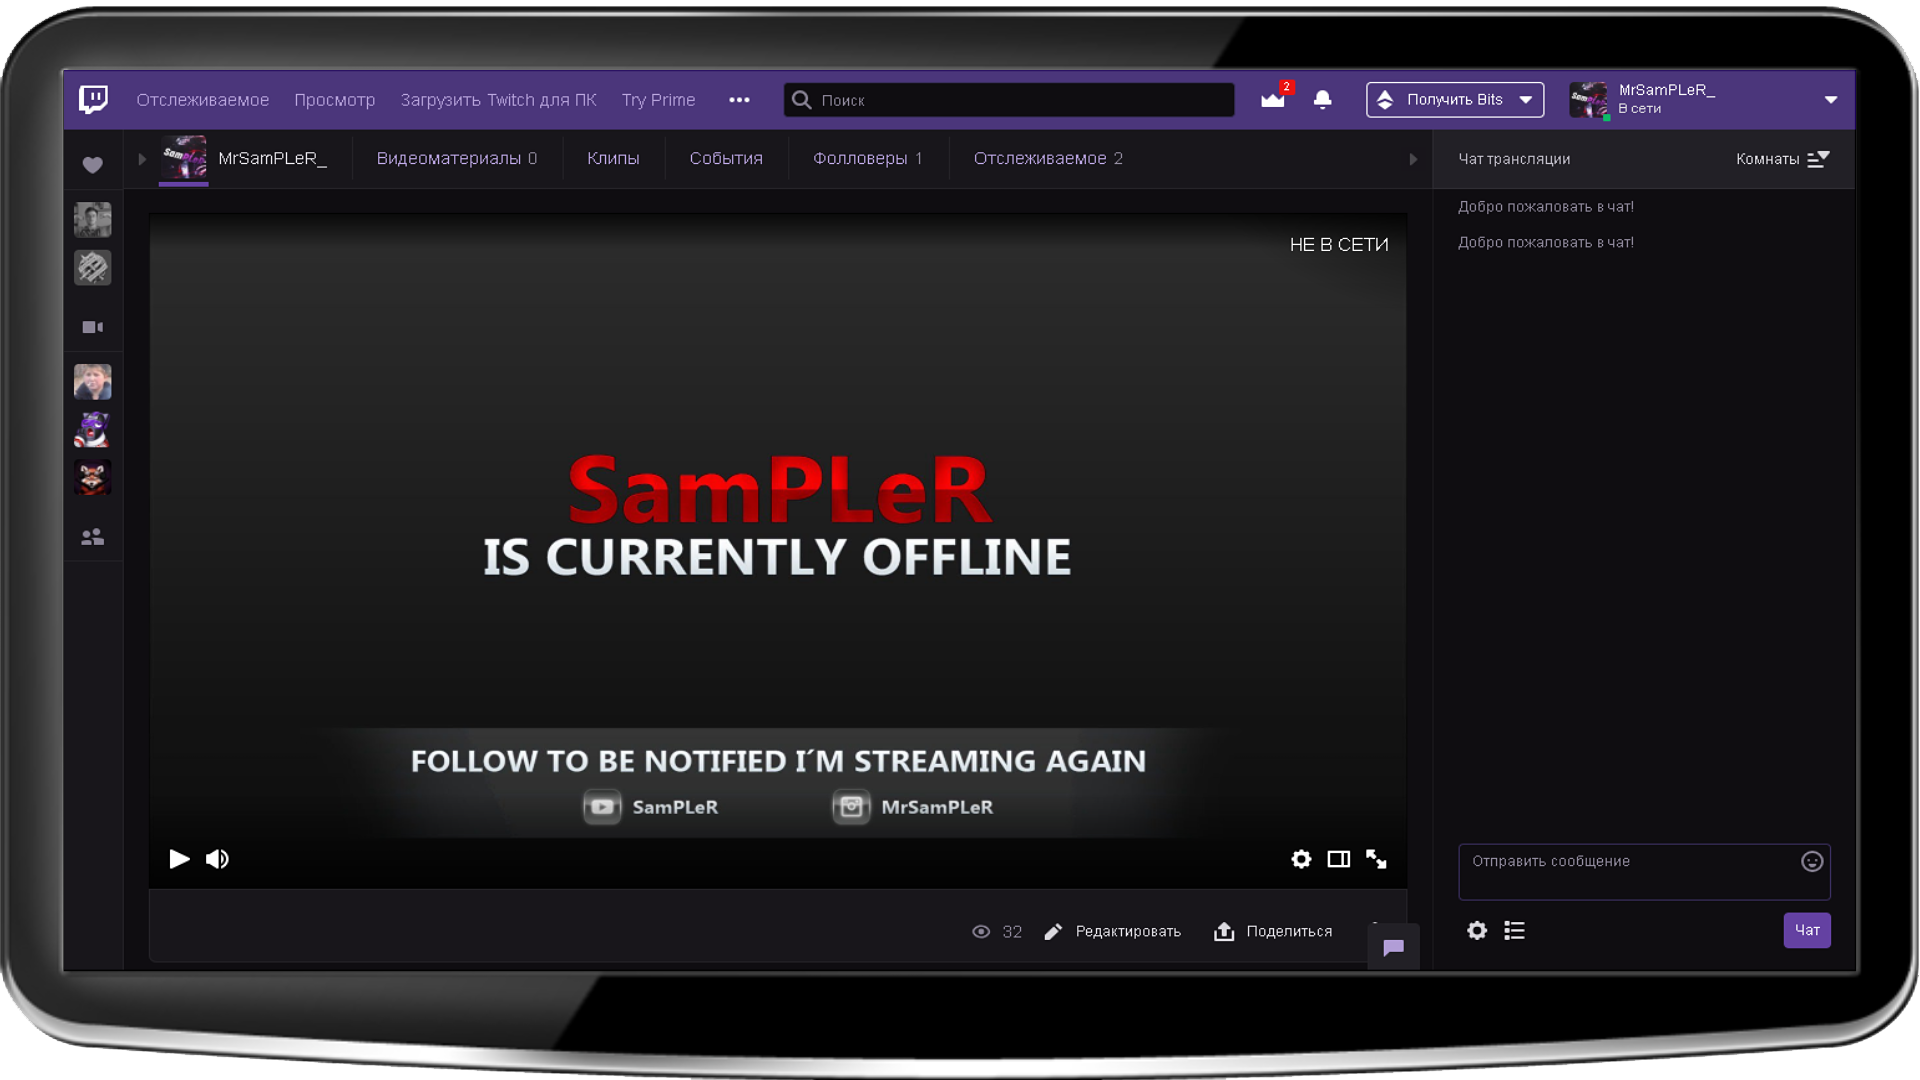 Отслеживаемое Просмотр Загрузить Twitch для ПК Try Prime ••• Поиск 2 Получить Bits MrSamPLeR_
В сети
SamPLeR MrSamPLeR_ Видеоматериалы 0 Клипы События Фолловеры 1 Отслеживаемое 2 Чат трансляции Комнаты
Добро пожаловать в чат!
Добро пожаловать в чат!
НЕ В СЕТИ
SamPLeR
IS CURRENTLY OFFLINE
FOLLOW TO BE NOTIFIED I´M STREAMING AGAIN
SamPLeR MrSamPLeR
Отправить сообщение
32 Редактировать Поделиться
Чат